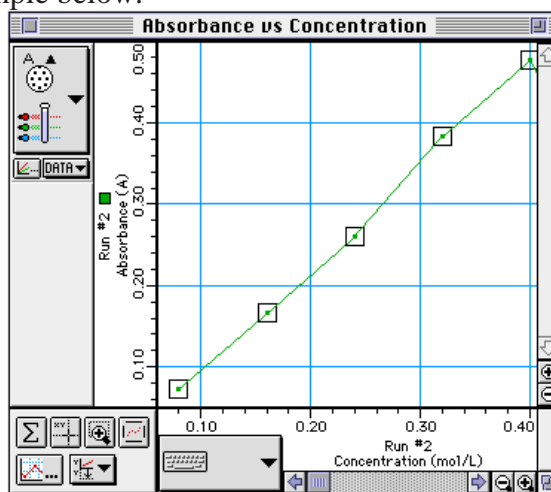 mple below.
Absorbance vs Concentration
A
DATA
Run #2
Absorbance (A)
0.50
0.40
0.30
0.20
0.10
0.10 0.20 0.30 0.40
Run #2
Concentration (mol/L)
Σ